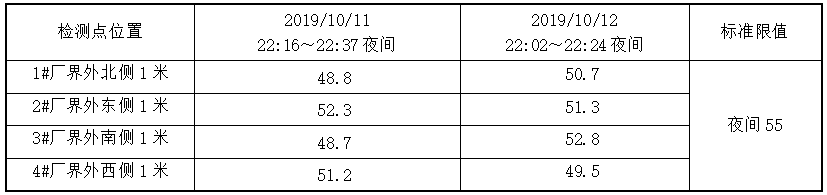 检测点位置 2019/10/11 22:16~22:37 夜间 2019/10/12 22:02~22:24 夜间 标准限值
1#厂界外北侧 1 米 48.8 50.7 夜间 55
2#厂界外东侧 1 米 52.3 51.3
3#厂界外南侧 1 米 48.7 52.8
4#厂界外西侧 1 米 51.2 49.5